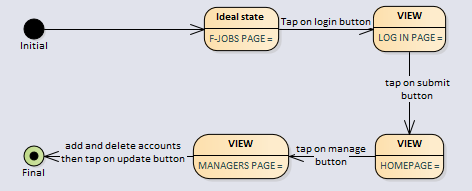 Ideal state
F-JOBS PAGE =
Tap on login button
VIEW
LOG IN PAGE =
Initial
tap on submit
button
VIEW
HOMEPAGE =
tap on manage
button
VIEW
MANAGERS PAGE =
add and delete accounts
then tap on update button
Final